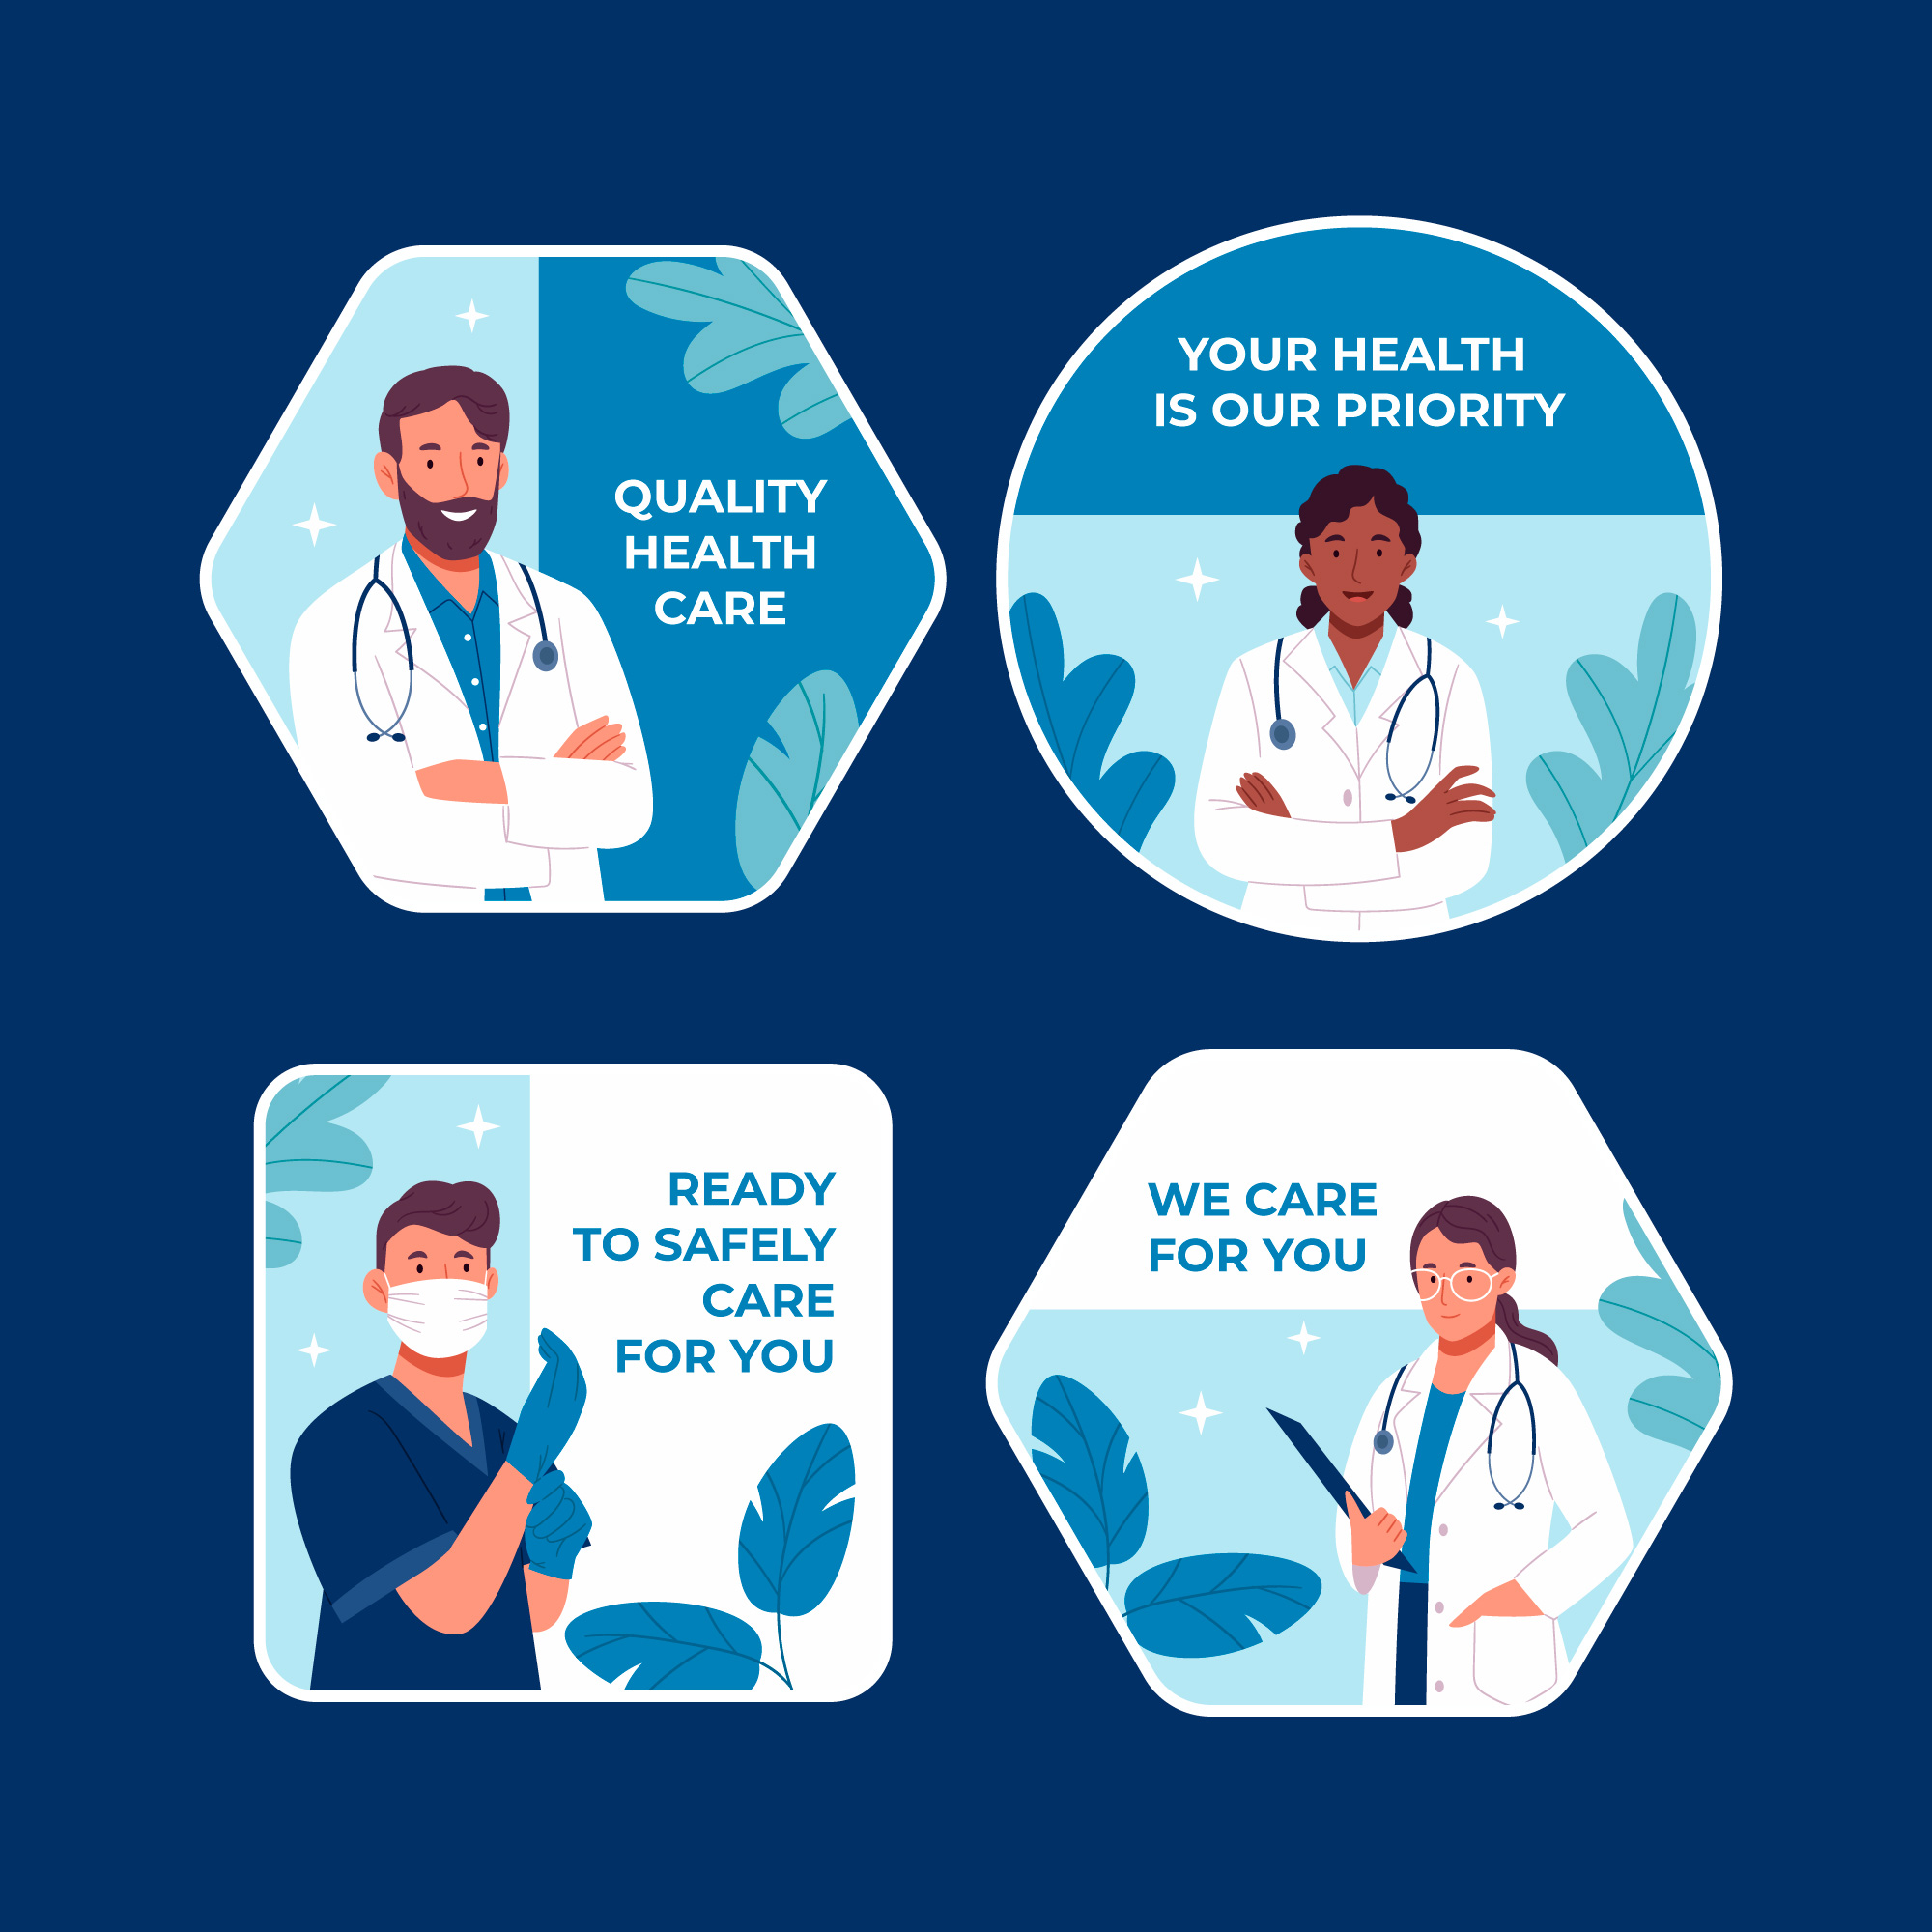 QUALITY
HEALTH
CARE
YOUR HEALTH
IS OUR PRIORITY
READY
TO SAFELY
CARE
FOR YOU
WE CARE
FOR YOU